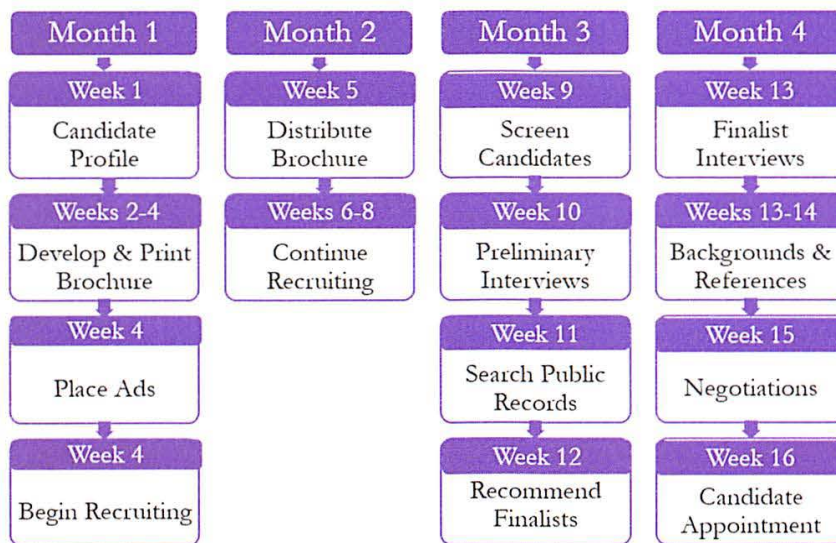 Month 1
Week 1
Candidate
Profile
Weeks 2-4
Develop & Print
Brochure
Week 4
Place Ads
Week 4
Begin Recruiting
Month 2
Week 5
Distribute
Brochure
Weeks 6-8
Continue
Recruiting
Month 3
Week 9
Screen
Candidates
Week 10
Preliminary
Interviews
Week 11
Search Public
Records
Week 12
Recommend
Finalists
Month 4
Week 13
Finalist
Interviews
Weeks 13-14
Backgrounds &
References
Week 15
Negotiations
Week 16
Candidate
Appointment